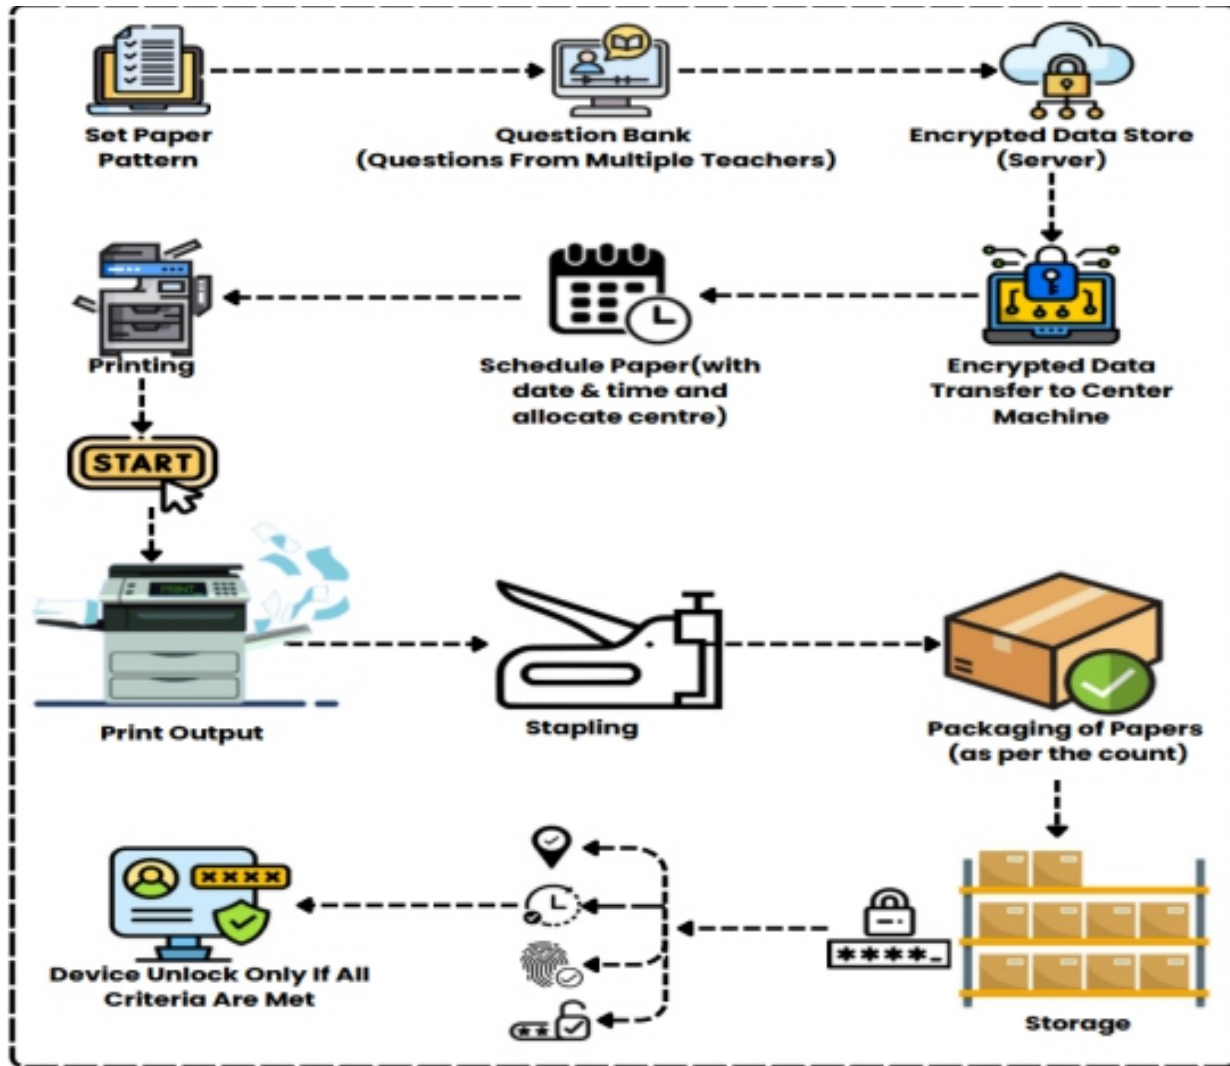 Set Paper
Pattern
Question Bank
(Questions From Multiple Teachers)
Encrypted Data Store
(Server)
Printing
Schedule Paper(with
date & time and
allocate centre)
Encrypted Data
Transfer to Center
Machine
START
PRINT
Print Output
Stapling
Packaging of Papers
(as per the count)
××××
****_
**
Device Unlock Only If All
Criteria Are Met
Storage